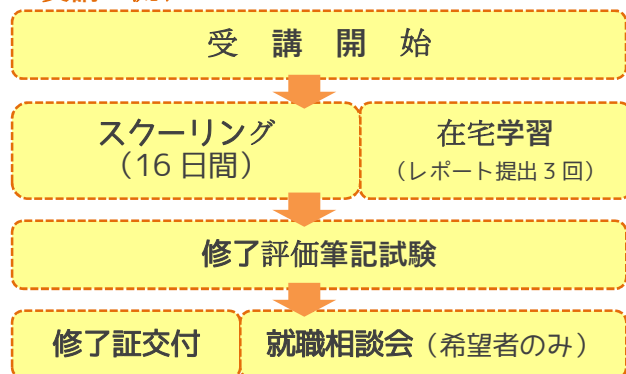 受 講 開 始
スクーリング
（16日間）
在宅学習
（レポート提出3回）
修了評価筆記試験
修了証交付
就職相談会（希望者のみ）